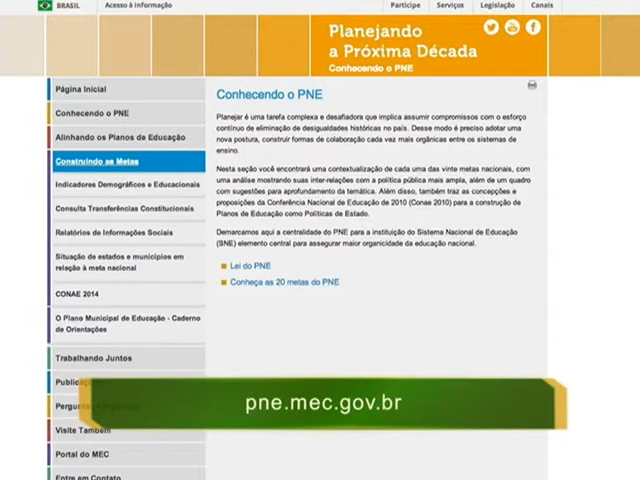 BRASIL Acesso à informação Participe Serviços Legislação Canais
Planejando
a Próxima Década
Conhecendo o PNE
Página Inicial
Conhecendo o PNE
Alinhando os Planos de Educação
Construindo as Metas
Indicadores Demográficos e Educacionais
Consulta Transferências Constitucionais
Relatórios de Informações Sociais
Situação de estados e municípios em
relação à meta nacional
CONAE 2014
O Plano Municipal de Educação - Caderno
de Orientações
Trabalhando Juntos
Visite Também
Portal do MEC
Entre em Contato
Conhecendo o PNE
Planejar é uma tarefa complexa e desafiadora que implica assumir compromissos com o esforço
contínuo de eliminação de desigualdades históricas no país. Desse modo é preciso adotar uma
nova postura, construir formas de colaboração cada vez mais orgânicas entre os sistemas de
ensino.
Nesta seção você encontrará uma contextualização de cada uma das vinte metas nacionais, com
uma análise mostrando suas inter-relações com a política pública mais ampla, além de um quadro
com sugestões para aprofundamento da temática. Além disso, também traz as concepções e
proposições da Conferência Nacional de Educação de 2010 (Conae 2010) para a construção de
Planos de Educação como Políticas de Estado.
Demarcamos aqui a centralidade do PNE para a instituição do Sistema Nacional de Educação
(SNE) elemento central para assegurar maior organicidade da educação nacional.
Lei do PNE
Conheça as 20 metas do PNE
pne.mec.gov.br